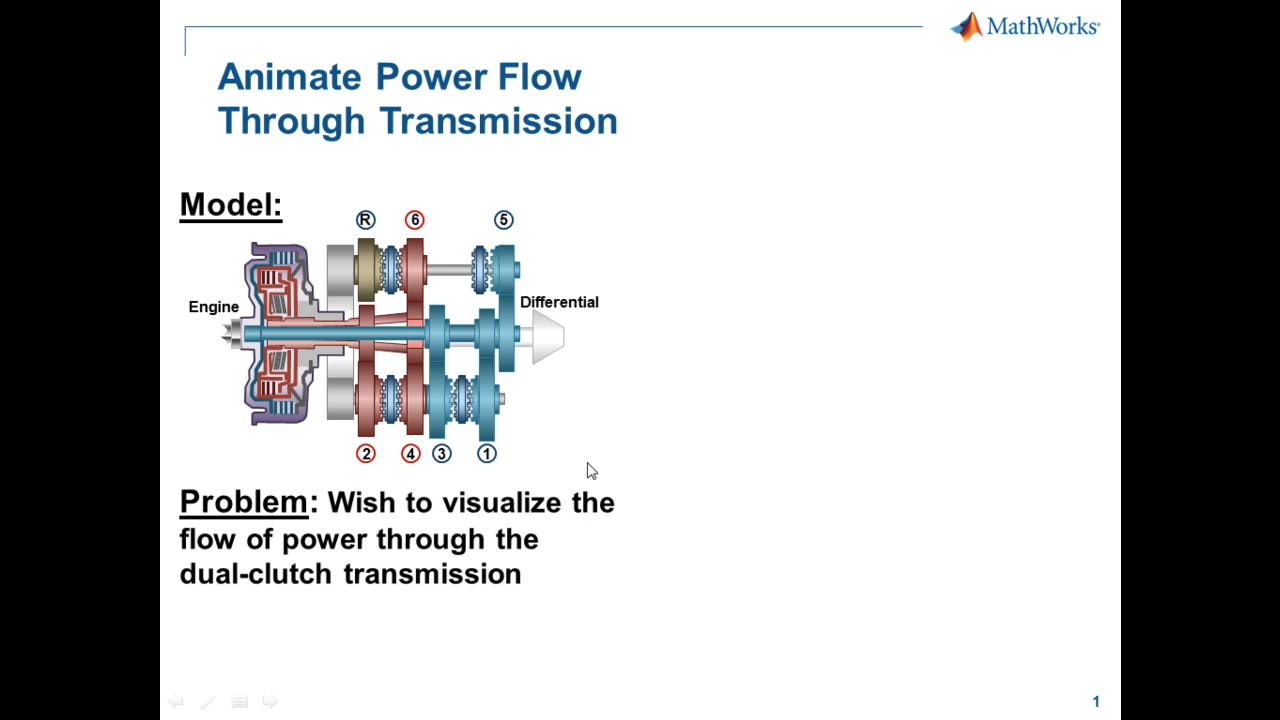 MathWorks®
Animate Power Flow
Through Transmission
Model:
R 6 5
Engine
Differential
2 4 3 1
Problem: Wish to visualize the
flow of power through the
dual-clutch transmission
1